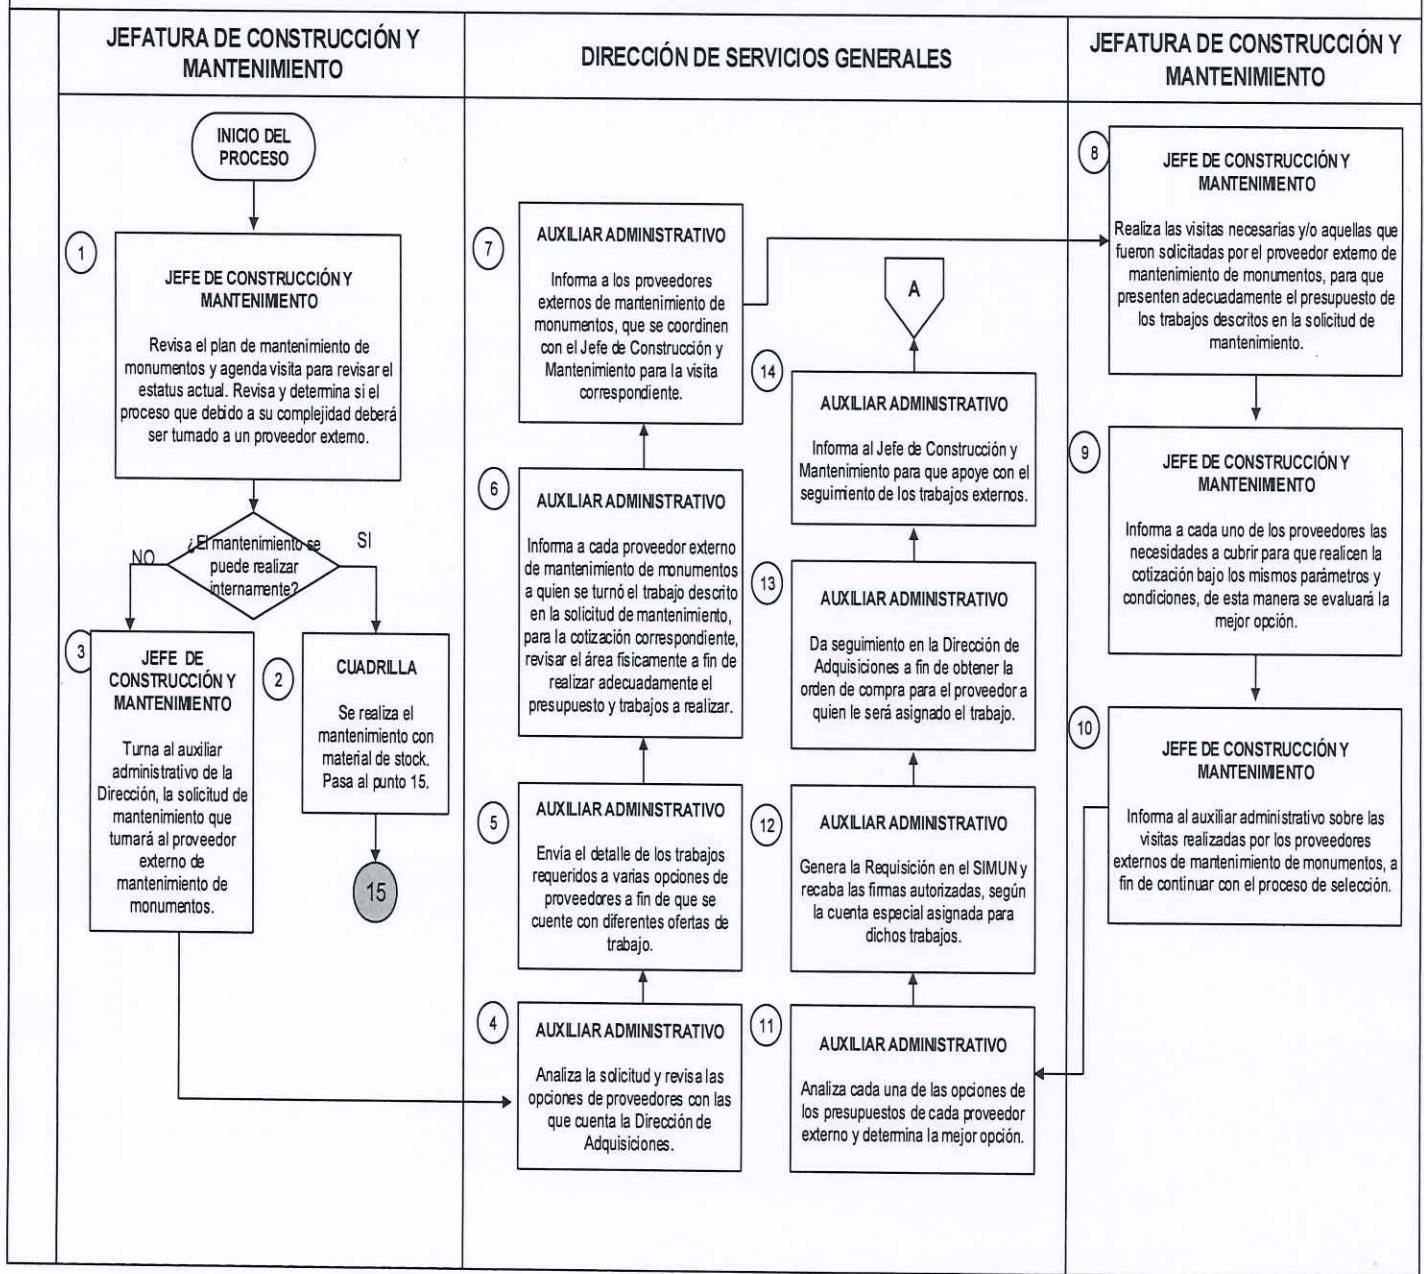 JEFATURA DE CONSTRUCCIÓN Y
MANTENIMIENTO
DIRECCIÓN DE SERVICIOS GENERALES
JEFATURA DE CONSTRUCCIÓN Y
MANTENIMIENTO
INICIO DEL
PROCESO
1
JEFE DE CONSTRUCCIÓN Y
MANTENIMIENTO
Revisa el plan de mantenimiento de
monumentos y agenda visita para revisar el
estatus actual. Revisa y determina si el
proceso que debido a su complejidad deberá
ser turnado a un proveedor externo.
¿El mantenimiento se
puede realizar
internamente?
NO
SI
3
JEFE DE
CONSTRUCCIÓN Y
MANTENIMIENTO
Turna al auxiliar
administrativo de la
Dirección, la solicitud de
mantenimiento que
turnará al proveedor
externo de
mantenimiento de
monumentos.
2
CUADRILLA
Se realiza el
mantenimiento con
material de stock.
Pasa al punto 15.
15
7
AUXILIAR ADMINISTRATIVO
Informa a los proveedores
externos de mantenimiento de
monumentos, que se coordinen
con el Jefe de Construcción y
Mantenimiento para la visita
correspondiente.
6
AUXILIAR ADMINISTRATIVO
Informa a cada proveedor externo
de mantenimiento de monumentos
a quien se turnó el trabajo descrito
en la solicitud de mantenimiento,
para la cotización correspondiente,
revisar el área físicamente a fin de
realizar adecuadamente el
presupuesto y trabajos a realizar.
5
AUXILIAR ADMINISTRATIVO
Envía el detalle de los trabajos
requeridos a varias opciones de
proveedores a fin de que se
cuente con diferentes ofertas de
trabajo.
4
AUXILIAR ADMINISTRATIVO
Analiza la solicitud y revisa las
opciones de proveedores con las
que cuenta la Dirección de
Adquisiciones.
A
14
AUXILIAR ADMINISTRATIVO
Informa al Jefe de Construcción y
Mantenimiento para que apoye con el
seguimiento de los trabajos externos.
13
AUXILIAR ADMINISTRATIVO
Da seguimiento en la Dirección de
Adquisiciones a fin de obtener la
orden de compra para el proveedor a
quien le será asignado el trabajo.
12
AUXILIAR ADMINISTRATIVO
Genera la Requisición en el SIMUN y
recaba las firmas autorizadas, según
la cuenta especial asignada para
dichos trabajos.
11
AUXILIAR ADMINISTRATIVO
Analiza cada una de las opciones de
los presupuestos de cada proveedor
externo y determina la mejor opción.
8
JEFE DE CONSTRUCCIÓN Y
MANTENIMIENTO
Realiza las visitas necesarias y/o aquellas que
fueron solicitadas por el proveedor externo de
mantenimiento de monumentos, para que
presenten adecuadamente el presupuesto de
los trabajos descritos en la solicitud de
mantenimiento.
9
JEFE DE CONSTRUCCIÓN Y
MANTENIMIENTO
Informa a cada uno de los proveedores las
necesidades a cubrir para que realicen la
cotización bajo los mismos parámetros y
condiciones, de esta manera se evaluará la
mejor opción.
10
JEFE DE CONSTRUCCIÓN Y
MANTENIMIENTO
Informa al auxiliar administrativo sobre las
visitas realizadas por los proveedores
externos de mantenimiento de monumentos, a
fin de continuar con el proceso de selección.